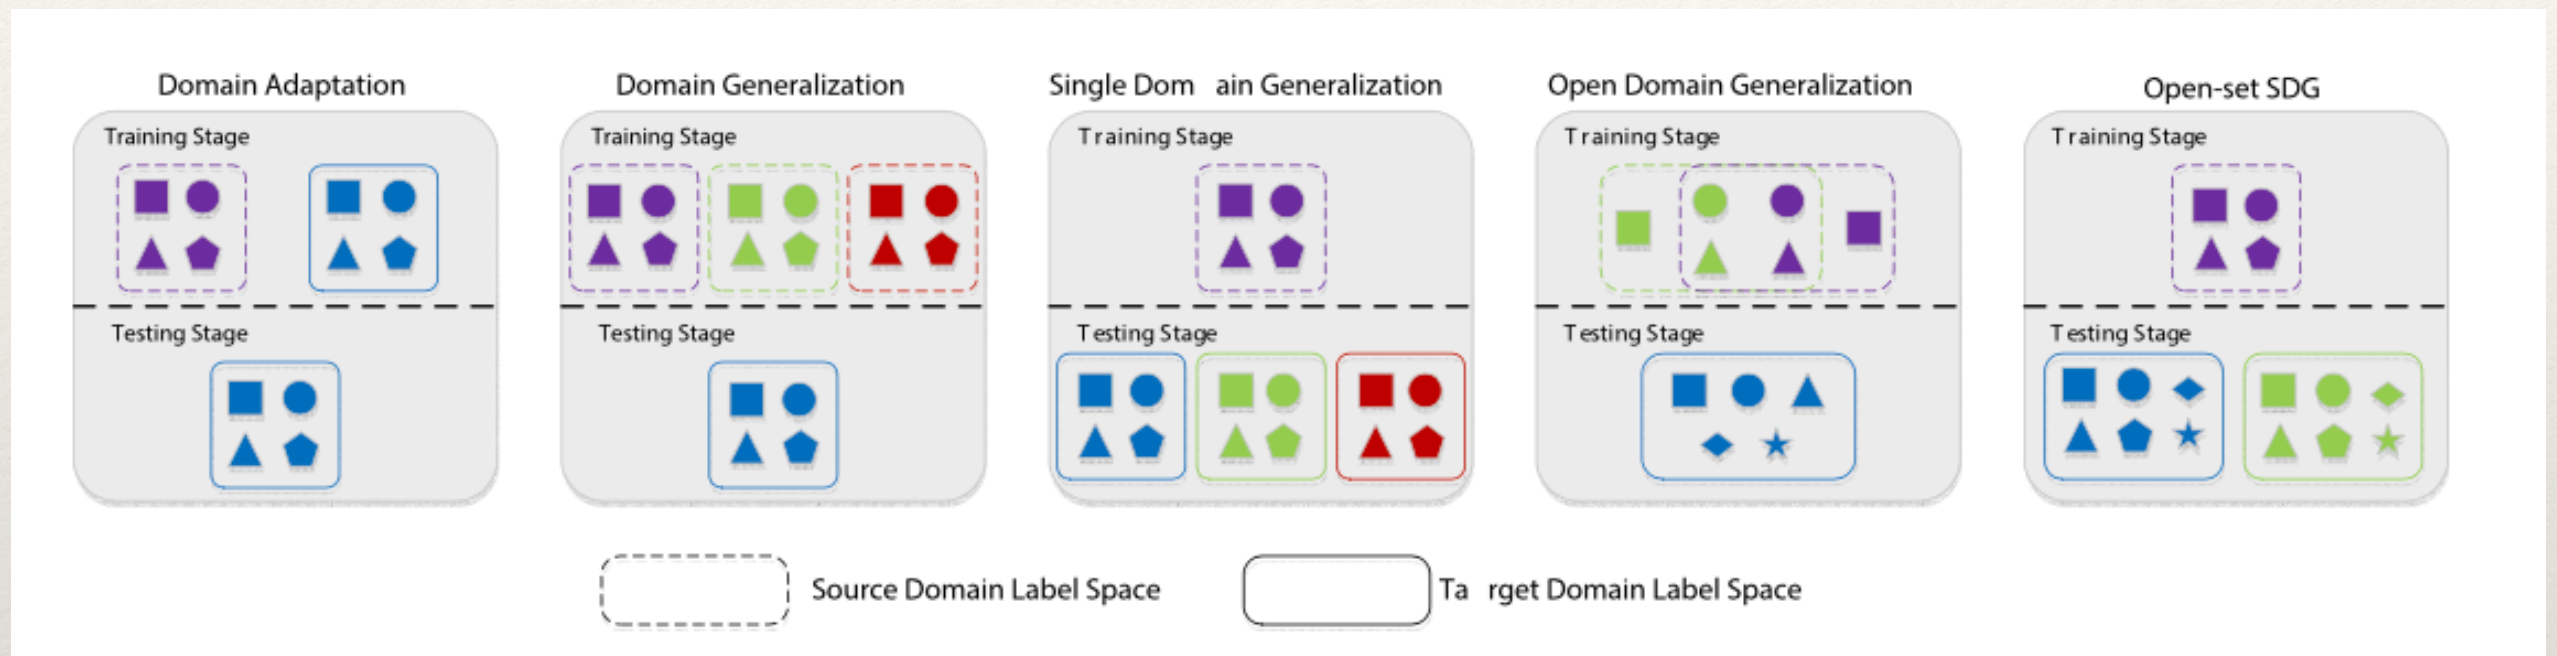 Domain Adaptation
Training Stage
Testing Stage
Domain Generalization
Training Stage
Testing Stage
Single Dom ain Generalization
Training Stage
Testing Stage
Open Domain Generalization
Training Stage
Testing Stage
Open-set SDG
Training Stage
Testing Stage
Source Domain Label Space
Ta rget Domain Label Space